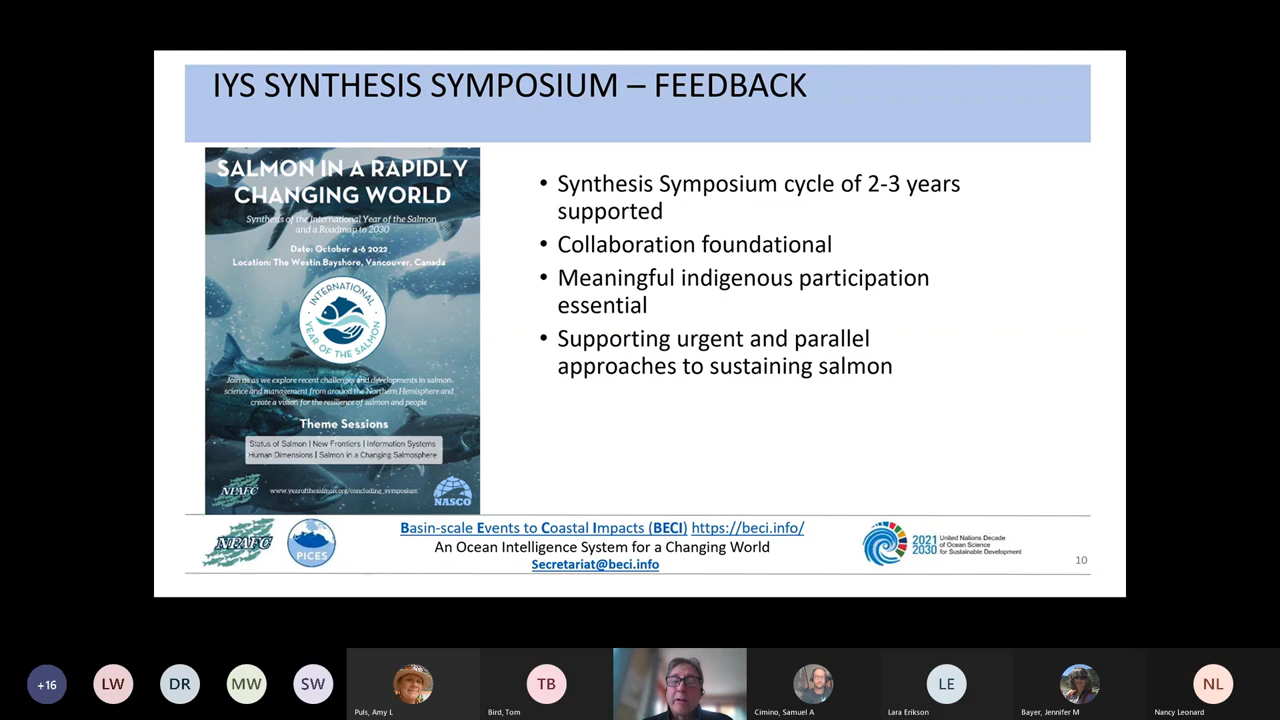 IYS SYNTHESIS SYMPOSIUM – FEEDBACK
SALMON IN A RAPIDLY
CHANGING WORLD
Synthesis of the International Year of the Salmon
and a Roadmap to 2030
Date: October 4-6 2022
Location: The Westin Bayshore, Vancouver, Canada
INTERNATIONAL
YEAR OF THE SALMON
Join us as we explore recent challenges and developments in salmon
science and management from around the Northern Hemisphere and
create a vision for the resilience of salmon and people
Theme Sessions
Status of Salmon | New Frontiers | Information Systems
Human Dimensions | Salmon in a Changing Salmosphere
NPAFC
www.yearofthesalmon.org/concluding_symposium
NASCO
• Synthesis Symposium cycle of 2-3 years
supported
• Collaboration foundational
• Meaningful indigenous participation
essential
• Supporting urgent and parallel
approaches to sustaining salmon
NPAFC
PICES
Basin-scale Events to Coastal Impacts (BECI) https://beci.info/
An Ocean Intelligence System for a Changing World
Secretariat@beci.info
2021
2030
United Nations Decade
of Ocean Science
for Sustainable Development
10
+16
LW
DR
MW
SW
Puls, Amy L
TB
Bird, Tom
Cimino, Samuel A
LE
Lara Erikson
Bayer, Jennifer M
NL
Nancy Leonard